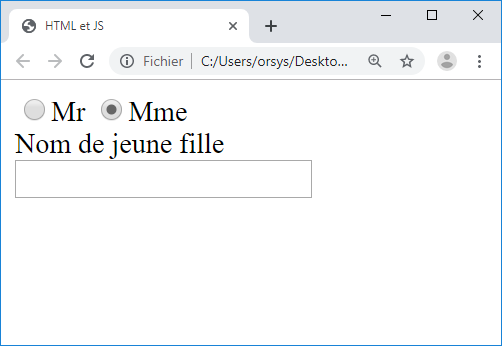 HTML et JS
Fichier C:/Users/orsys/Deskto...
Mr Mme
Nom de jeune fille